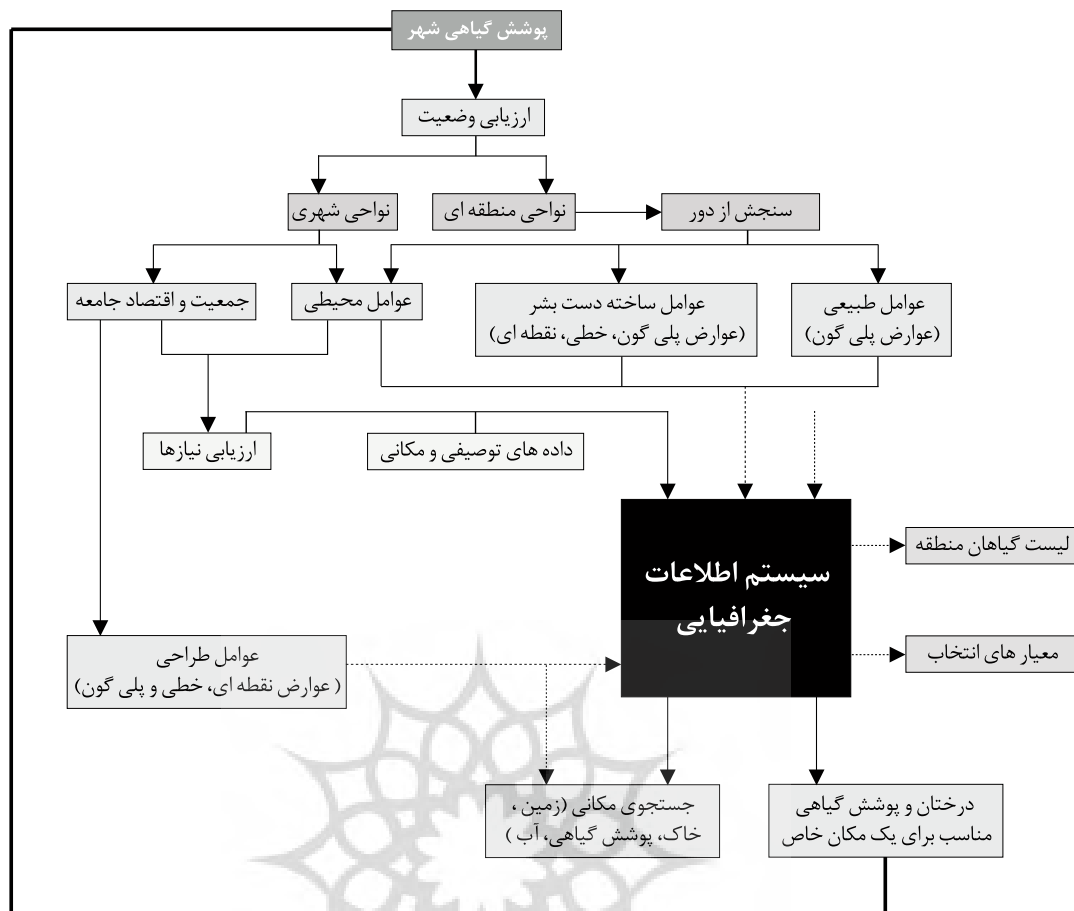 پوشش گیاهی شهر
ارزیابی وضعیت
سنجش از دور
نواحی منطقه ای
نواحی شهری
عوامل طبیعی
(عوارض پلی گون)
عوامل ساخته دست بشر
(عوارض پلی گون، خطی، نقطه ای)
عوامل محیطی
جمعیت و اقتصاد جامعه
داده های توصیفی و مکانی
ارزیابی نیازها
سیستم اطلاعات
جغرافیایی
لیست گیاهان منطقه
معیار های انتخاب
عوامل طراحی
( عوارض نقطه ای، خطی و پلی گون)
درختان و پوشش گیاهی
مناسب برای یک مکان خاص
جستجوی مکانی (زمین ،
خاک، پوشش گیاهی، آب )